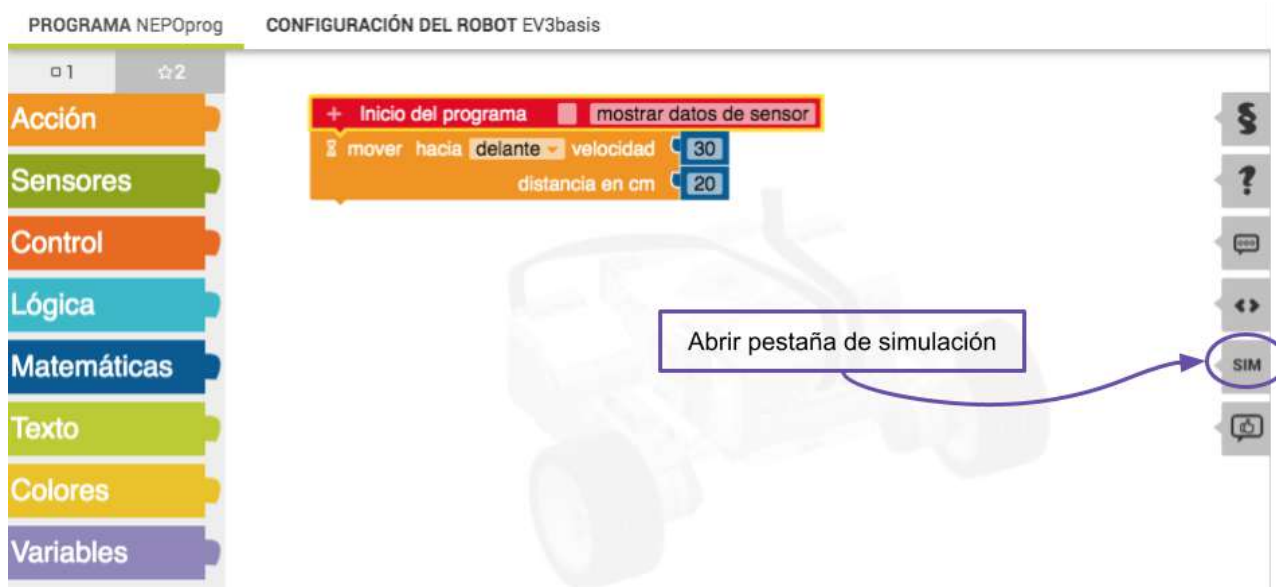 PROGRAMA NEPOprog
CONFIGURACIÓN DEL ROBOT EV3basis
1
2
Acción
Sensores
Control
Lógica
Matemáticas
Texto
Colores
Variables
+ Inicio del programa mostrar datos de sensor
mover hacia delante velocidad 30
distancia en cm 20
Abrir pestaña de simulación
§
?
<>
SIM